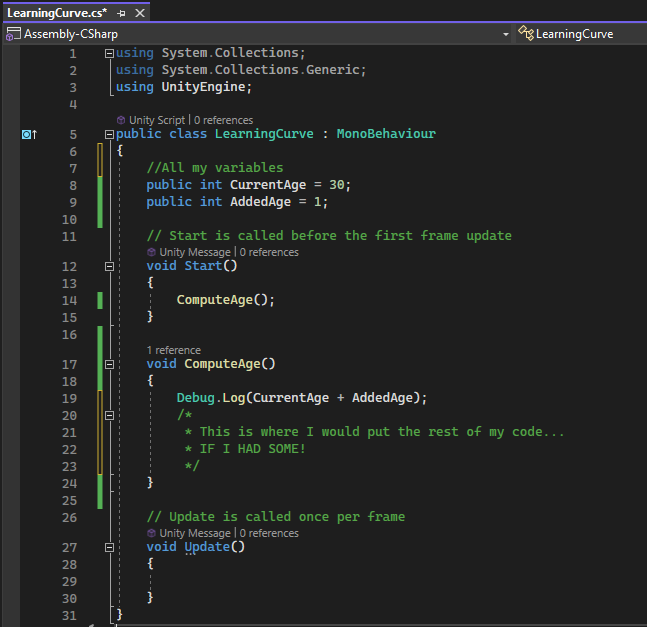 LearningCurve.cs*
Assembly-CSharp LearningCurve
1 using System.Collections;
2 using System.Collections.Generic;
3 using UnityEngine;
4
Unity Script | 0 references
5 public class LearningCurve : MonoBehaviour
6 {
7 //All my variables
8 public int CurrentAge = 30;
9 public int AddedAge = 1;
10
11 // Start is called before the first frame update
Unity Message | 0 references
12 void Start()
13 {
14 ComputeAge();
15 }
16
1 reference
17 void ComputeAge()
18 {
19 Debug.Log(CurrentAge + AddedAge);
20 /*
21 * This is where I would put the rest of my code...
22 * IF I HAD SOME!
23 */
24 }
25
26 // Update is called once per frame
Unity Message | 0 references
27 void Update()
28 {
29
30 }
31 }